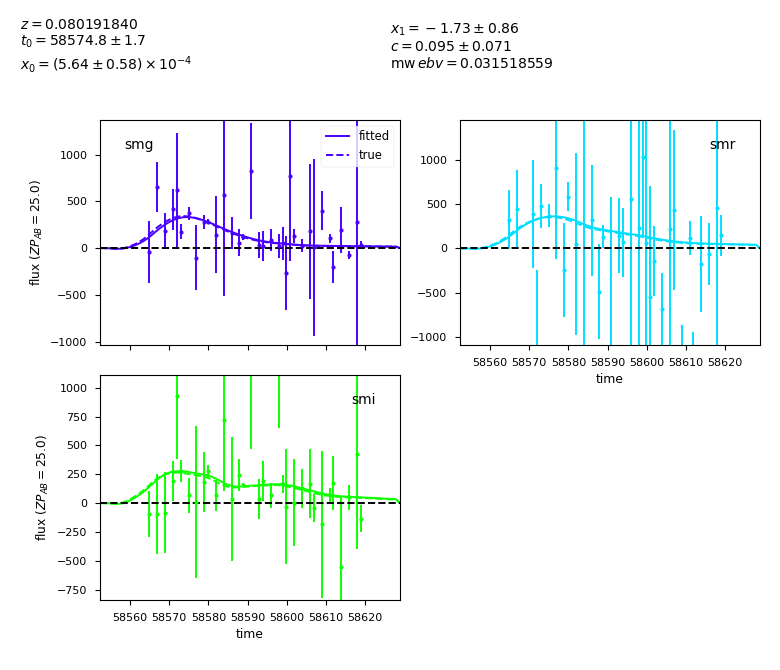 z = 0.080191840
t₀ = 58574.8 ± 1.7
x₀ = (5.64 ± 0.58) × 10⁻⁴
x₁ = −1.73 ± 0.86
c = 0.095 ± 0.071
mw ebv = 0.031518559
smg
fitted
true
1000
500
0
−500
−1000
flux (ZP_AB = 25.0)
smr
1000
500
0
−500
−1000
58560 58570 58580 58590 58600 58610 58620
time
smi
1000
750
500
250
0
−250
−500
−750
flux (ZP_AB = 25.0)
58560 58570 58580 58590 58600 58610 58620
time